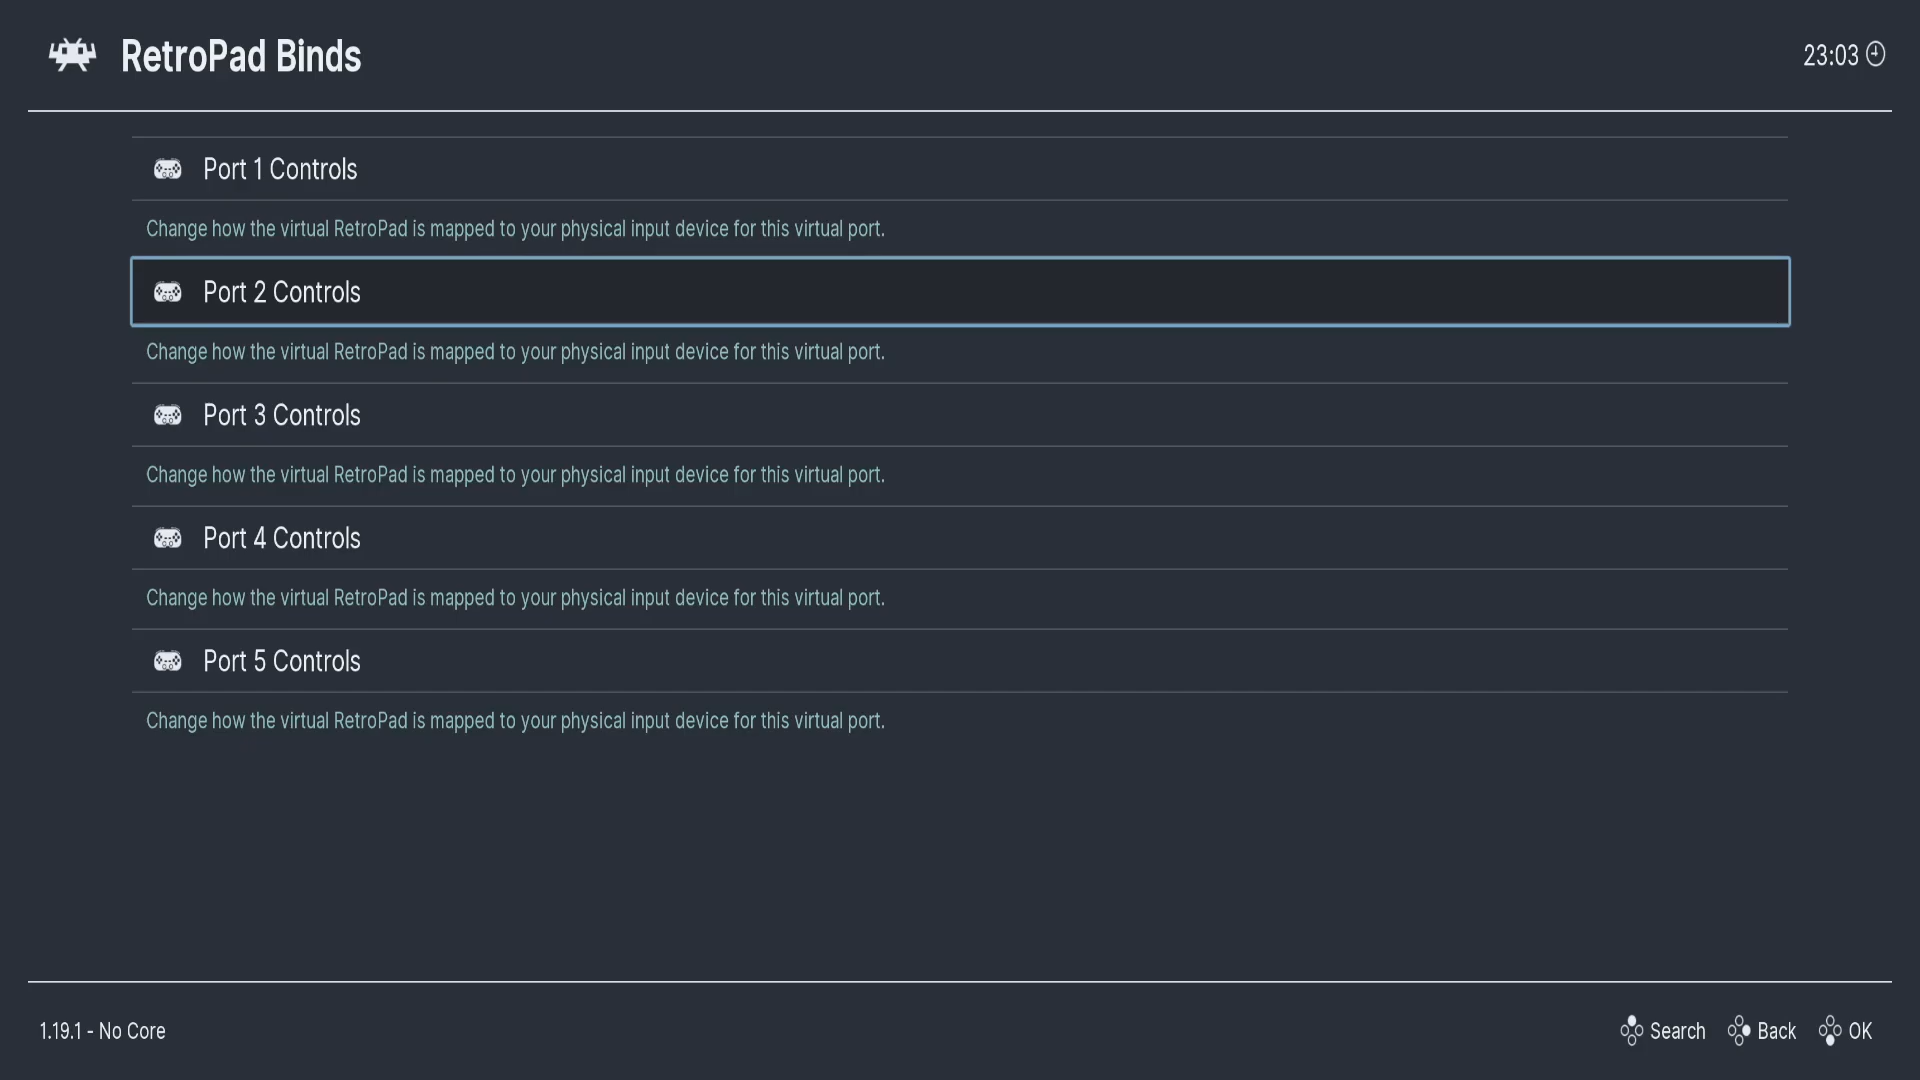 RetroPad Binds
23:03
Port 1 Controls
Change how the virtual RetroPad is mapped to your physical input device for this virtual port.
Port 2 Controls
Change how the virtual RetroPad is mapped to your physical input device for this virtual port.
Port 3 Controls
Change how the virtual RetroPad is mapped to your physical input device for this virtual port.
Port 4 Controls
Change how the virtual RetroPad is mapped to your physical input device for this virtual port.
Port 5 Controls
Change how the virtual RetroPad is mapped to your physical input device for this virtual port.
1.19.1 - No Core
Search Back OK